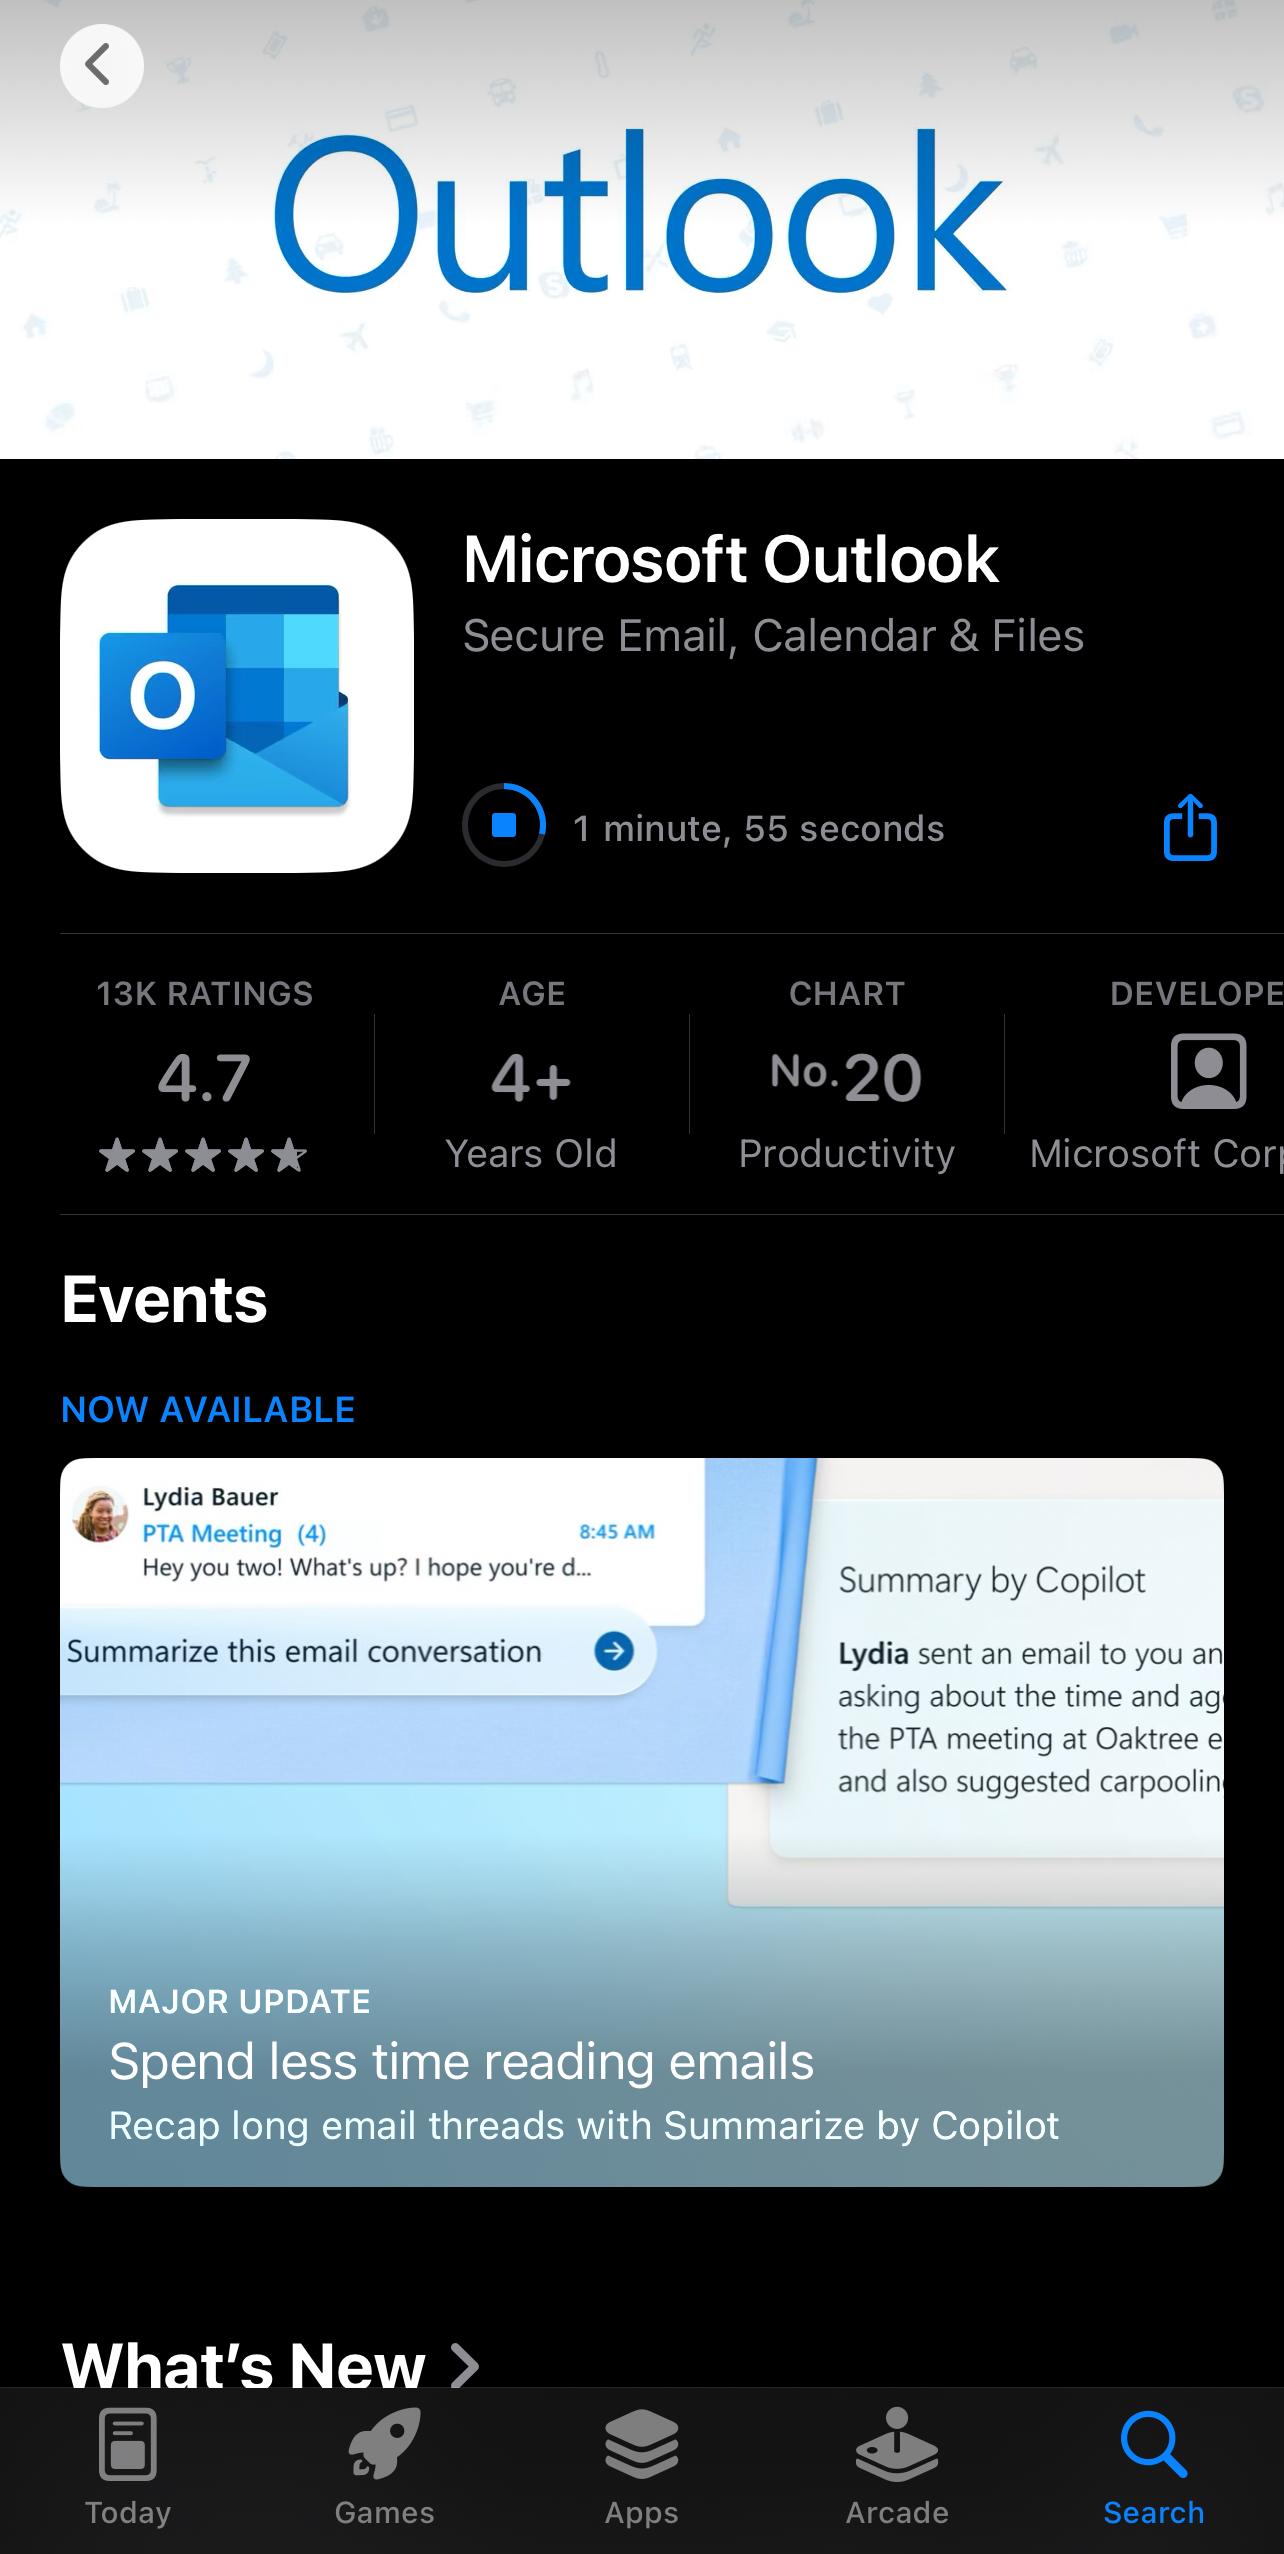 Outlook
Microsoft Outlook
Secure Email, Calendar & Files
O
1 minute, 55 seconds
13K RATINGS
4.7
AGE
4+
Years Old
CHART
No.20
Productivity
DEVELOPE
Microsoft Corp
Events
NOW AVAILABLE
Lydia Bauer
PTA Meeting (4)
8:45 AM
Hey you two! What's up? I hope you're d...
Summarize this email conversation
Summary by Copilot
Lydia sent an email to you an
asking about the time and ag
the PTA meeting at Oaktree e
and also suggested carpoolin
MAJOR UPDATE
Spend less time reading emails
Recap long email threads with Summarize by Copilot
What's New
Today
Games
Apps
Arcade
Search